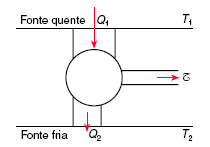 Fonte quente Q₁ T₁
𝜏
Fonte fria Q₂ T₂